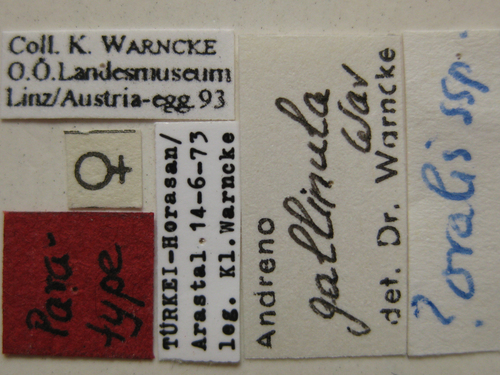 Coll. K. WARNCKE
O.Ö.Landesmuseum
Linz/Austria-egg.93
♀
Para-
type
TÜRKEI-Horasan/
Arastal 14-6-73
leg. Kl.Warncke
Andreno
gallinula
War
det. Dr. Warncke
? ovalis ssp.